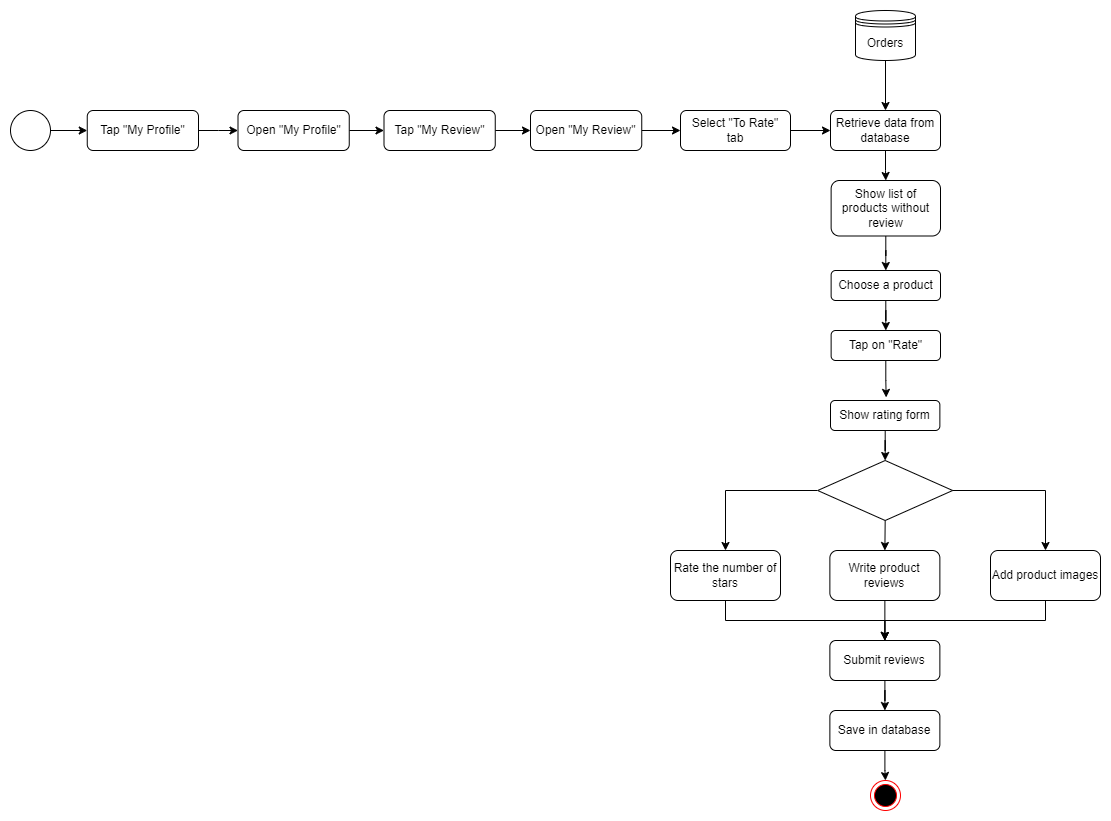 Orders
Tap "My Profile"
Open "My Profile"
Tap "My Review"
Open "My Review"
Select "To Rate"
tab
Retrieve data from
database
Show list of
products without
review
Choose a product
Tap on "Rate"
Show rating form
Rate the number of
stars
Write product
reviews
Add product images
Submit reviews
Save in database